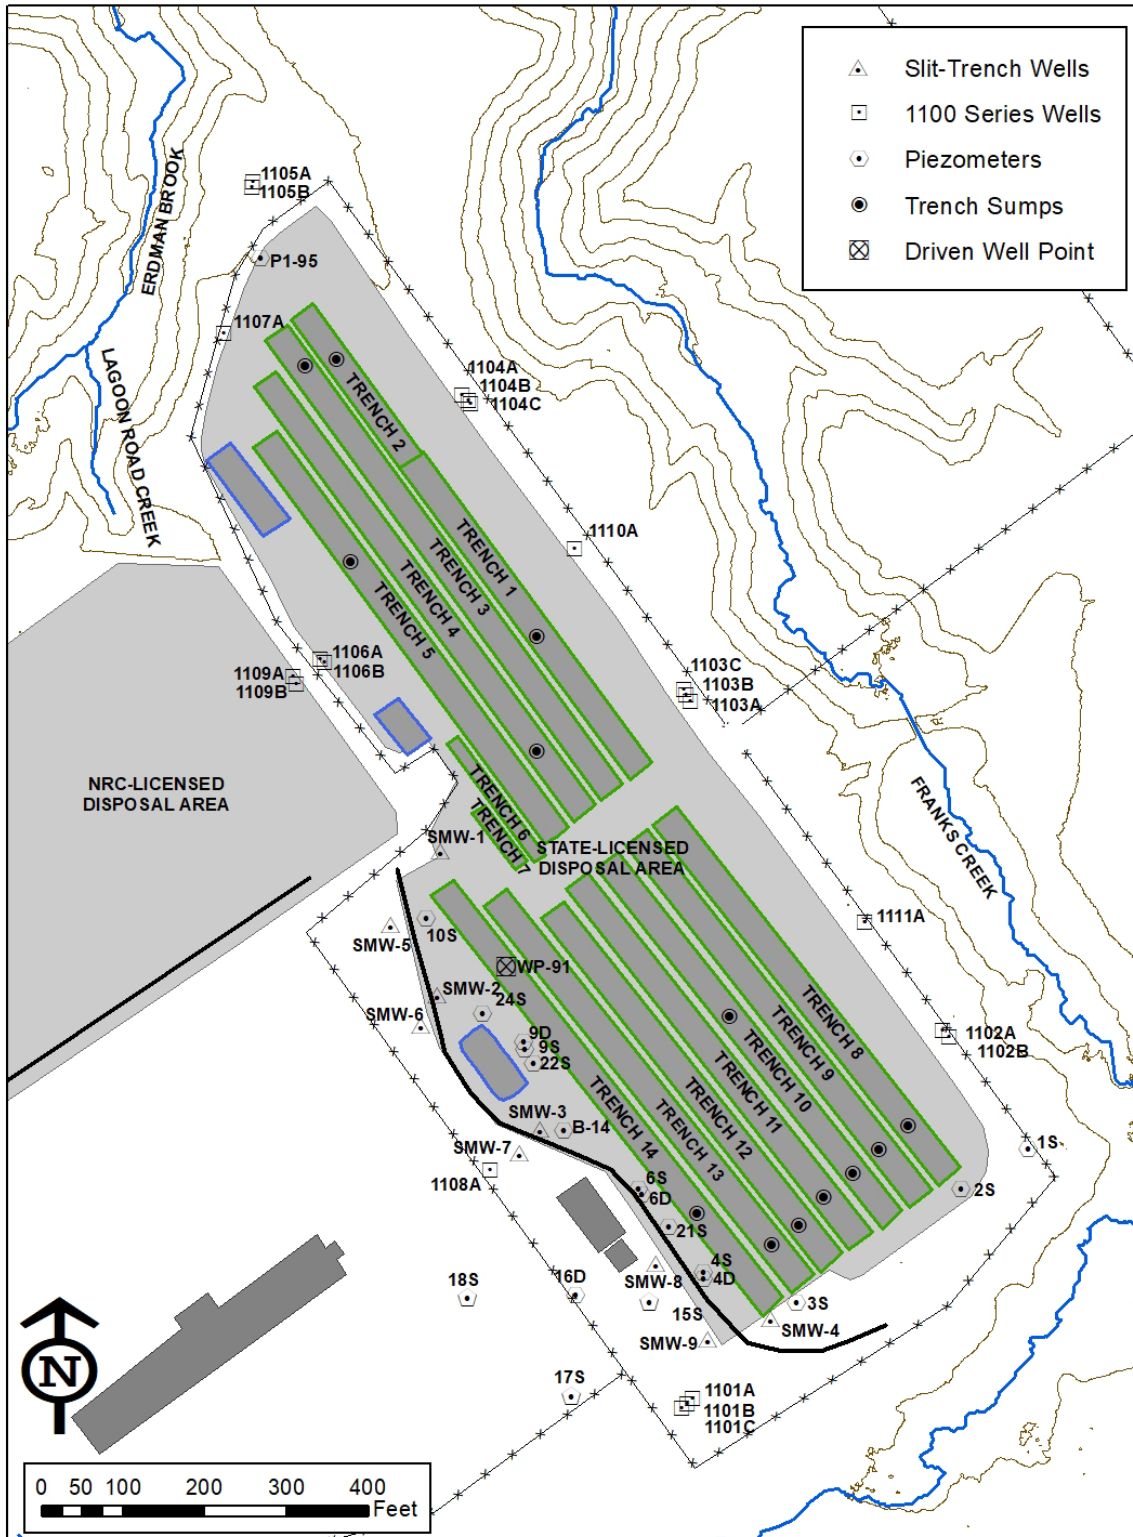 Slit-Trench Wells
1100 Series Wells
Piezometers
Trench Sumps
Driven Well Point
ERDMAN BROOK
1105A
1105B
P1-95
1107A
LAGOON ROAD CREEK
1104A
1104B
1104C
TRENCH 2
TRENCH 1
TRENCH 3
TRENCH 4
TRENCH 5
1110A
1106A
1106B
1109A
1109B
1103C
1103B
1103A
NRC-LICENSED
DISPOSAL AREA
TRENCH 6
TRENCH 7
SMW-1
STATE-LICENSED
DISPOSAL AREA
FRANKS CREEK
SMW-5
10S
1111A
WP-91
SMW-2
24S
SMW-6
9D
9S
22S
TRENCH 8
TRENCH 9
TRENCH 10
TRENCH 11
TRENCH 12
TRENCH 13
TRENCH 14
1102A
1102B
SMW-3
B-14
SMW-7
1108A
1S
2S
6S
6D
21S
4S
4D
SMW-8
18S
16D
15S
3S
SMW-4
SMW-9
17S
1101A
1101B
1101C
N
0 50 100 200 300 400
Feet